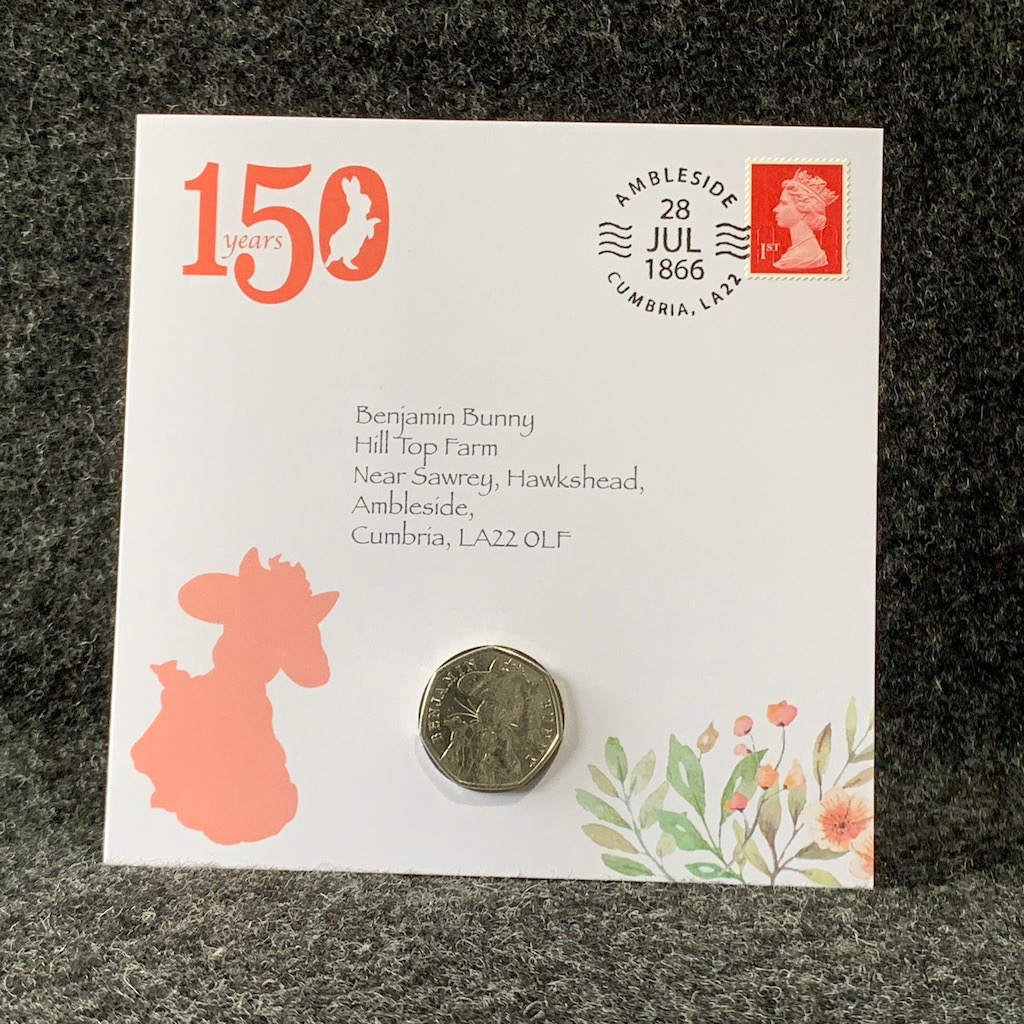 150
years
AMBLESIDE
28
JUL
1866
CUMBRIA, LA22
1ST
Benjamin Bunny
Hill Top Farm
Near Sawrey, Hawkshead,
Ambleside,
Cumbria, LA22 0LF
BENJAMIN BUNNY